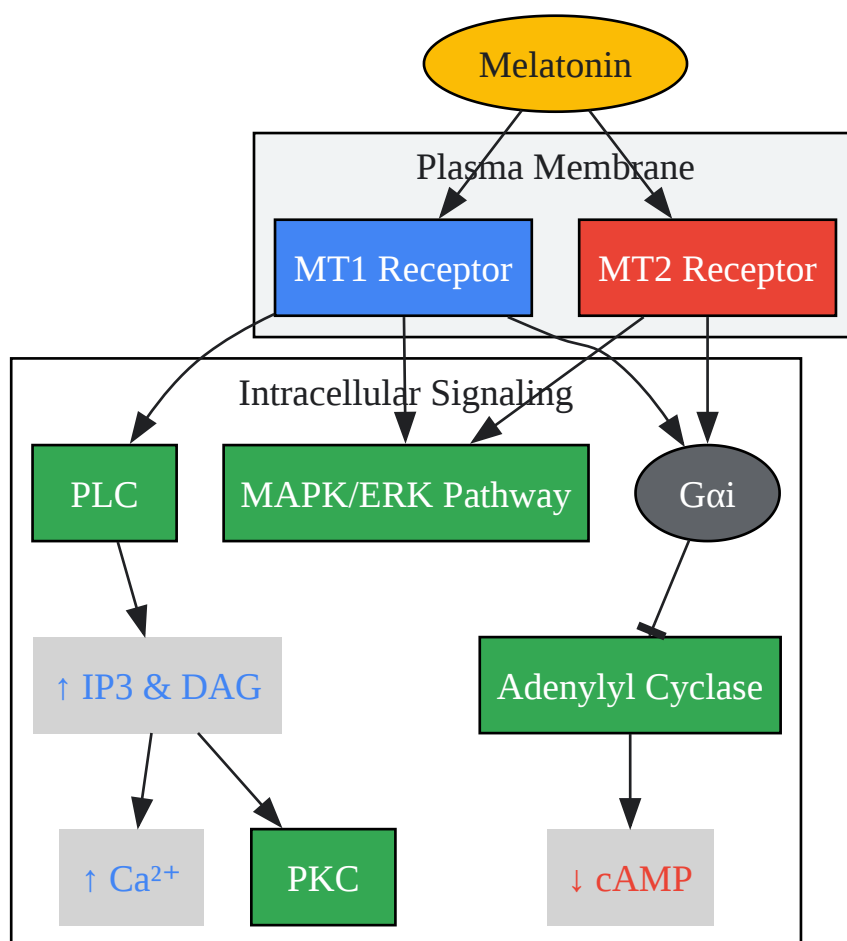 Melatonin
Plasma Membrane
MT1 Receptor
MT2 Receptor
Intracellular Signaling
PLC
MAPK/ERK Pathway
Gαi
↑ IP3 & DAG
Adenylyl Cyclase
↑ Ca²⁺
PKC
↓ cAMP